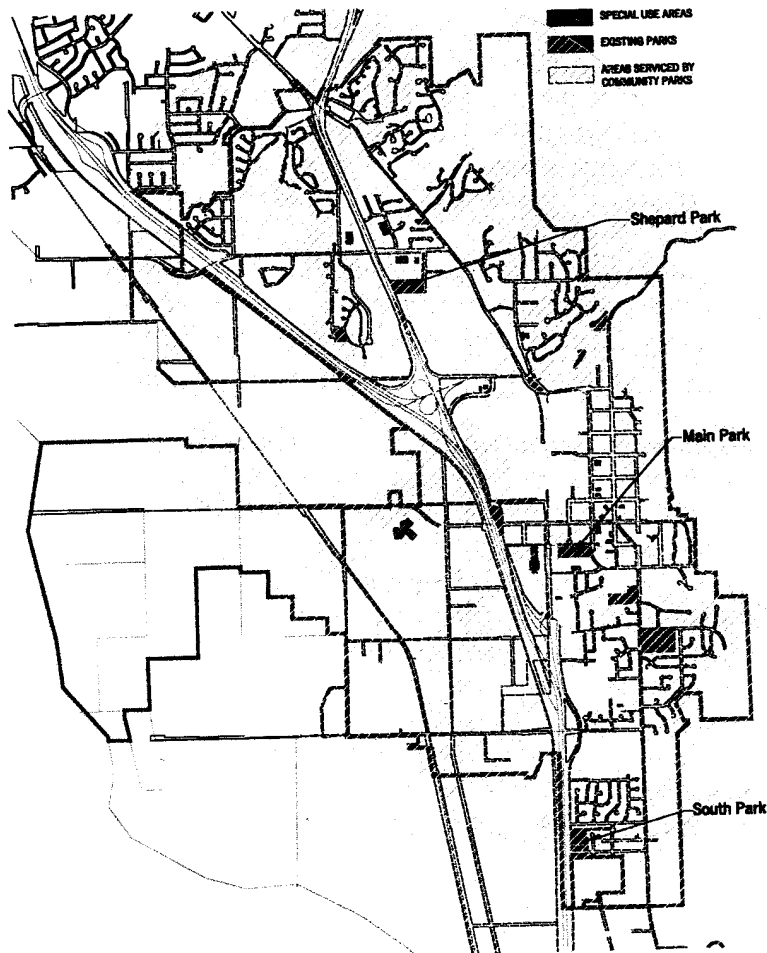 SPECIAL USE AREAS
EXISTING PARKS
AREAS SERVICED BY
COMMUNITY PARKS
Shepard Park
Main Park
South Park